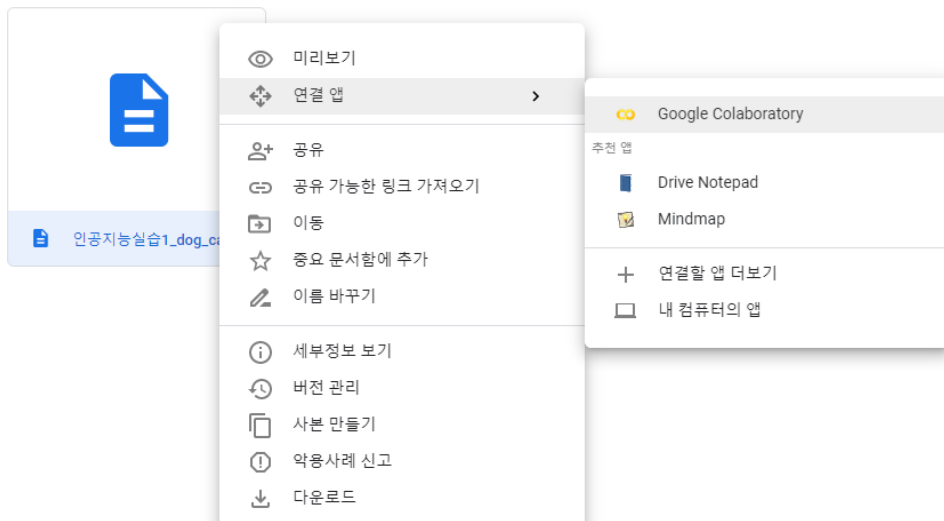 미리보기
연결 앱
공유
공유 가능한 링크 가져오기
이동
중요 문서함에 추가
이름 바꾸기
세부정보 보기
버전 관리
사본 만들기
악용사례 신고
다운로드
Google Colaboratory
추천 앱
Drive Notepad
Mindmap
연결할 앱 더보기
내 컴퓨터의 앱
인공지능실습1_dog_ca